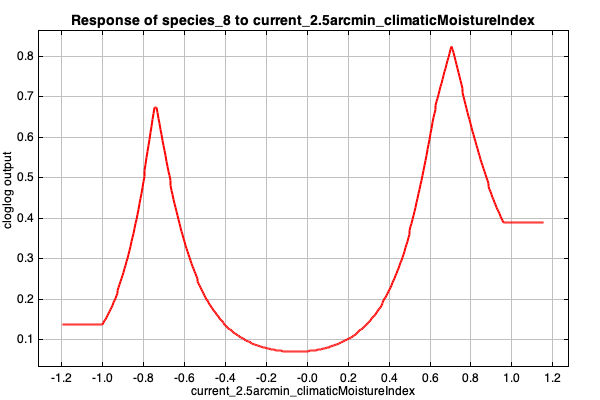 Response of species_8 to current_2.5arcmin_climaticMoistureIndex
cloglog output
0.8
0.7
0.6
0.5
0.4
0.3
0.2
0.1
-1.2 -1.0 -0.8 -0.6 -0.4 -0.2 -0.0 0.2 0.4 0.6 0.8 1.0 1.2
current_2.5arcmin_climaticMoistureIndex